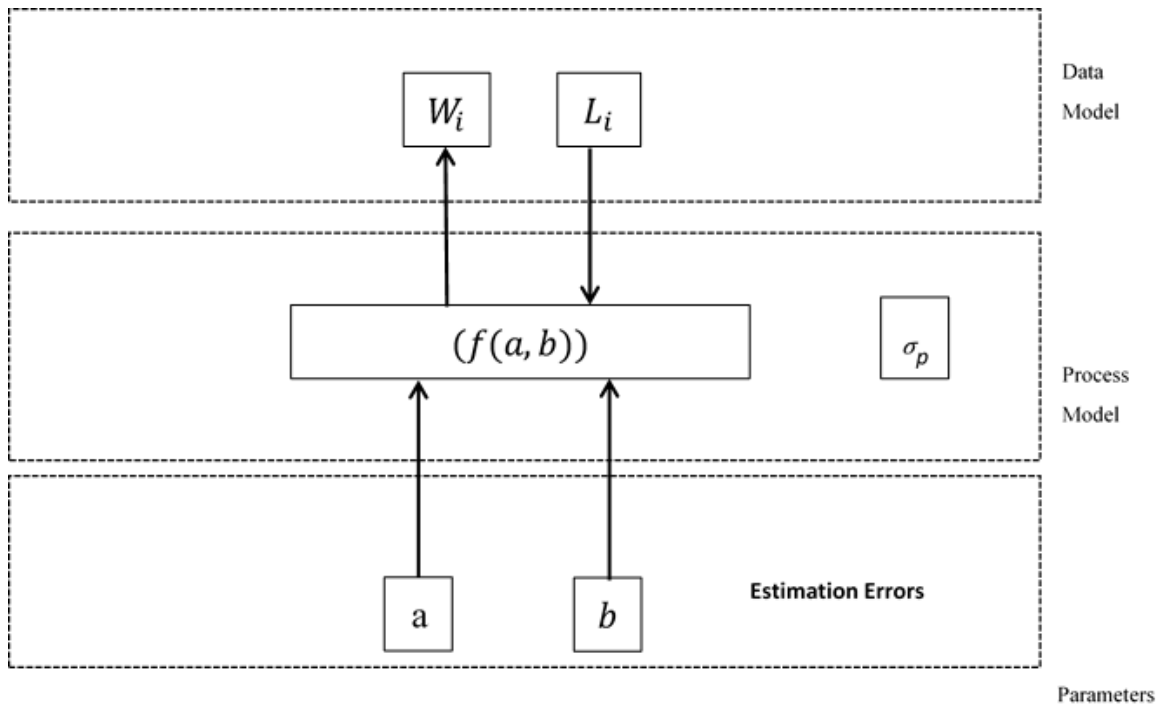 Data
Model
W_i
L_i
(f(a, b))
σ_p
Process
Model
Estimation Errors
a
b
Parameters